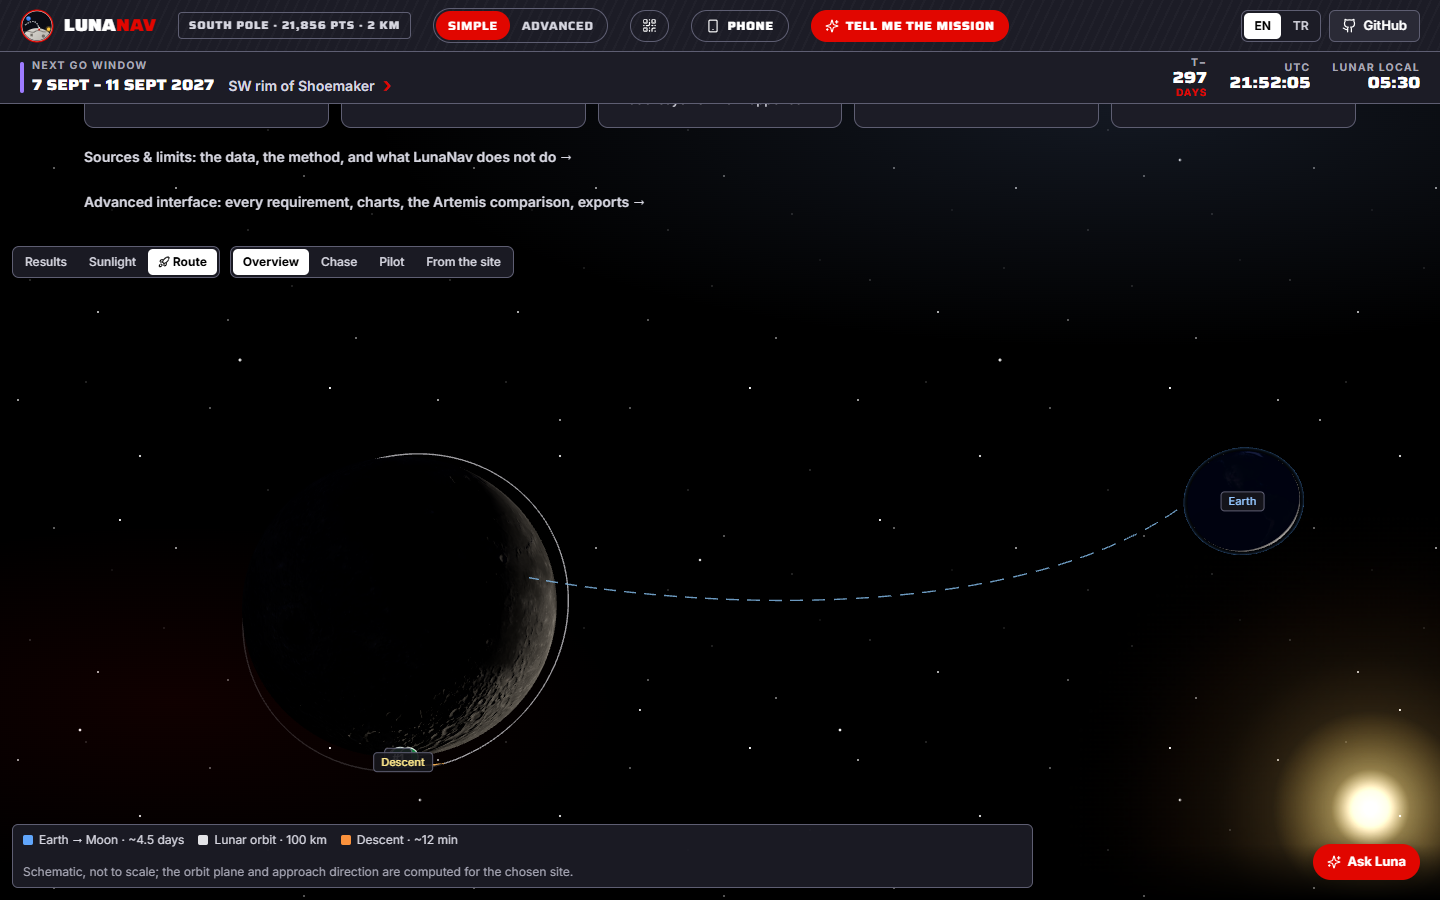 LUNANAV
SOUTH POLE · 21,856 PTS · 2 KM
SIMPLE
ADVANCED
PHONE
TELL ME THE MISSION
EN
TR
GitHub
NEXT GO WINDOW
7 SEPT – 11 SEPT 2027
SW rim of Shoemaker
T−
297
DAYS
UTC
21:52:05
LUNAR LOCAL
05:30
Sources & limits: the data, the method, and what LunaNav does not do →
Advanced interface: every requirement, charts, the Artemis comparison, exports →
Results
Sunlight
Route
Overview
Chase
Pilot
From the site
Earth
Descent
Earth → Moon · ~4.5 days
Lunar orbit · 100 km
Descent · ~12 min
Schematic, not to scale; the orbit plane and approach direction are computed for the chosen site.
Ask Luna